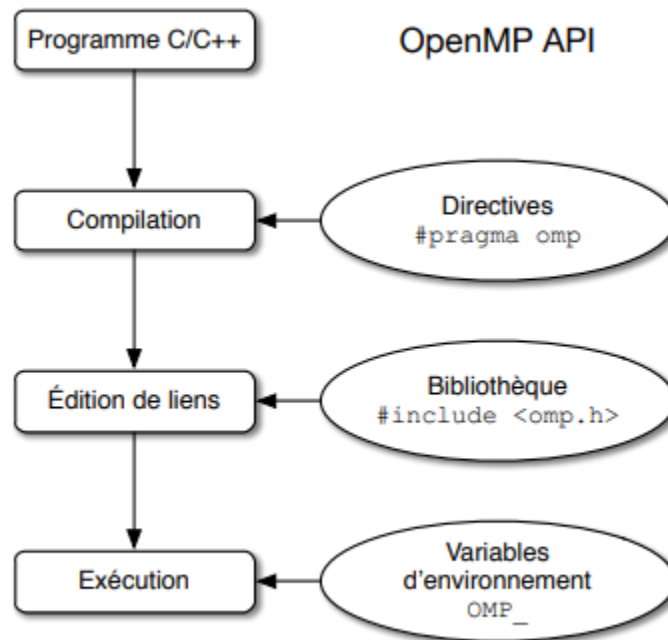 Programme C/C++
OpenMP API
Compilation
Directives
#pragma omp
Édition de liens
Bibliothèque
#include <omp.h>
Exécution
Variables
d'environnement
OMP_